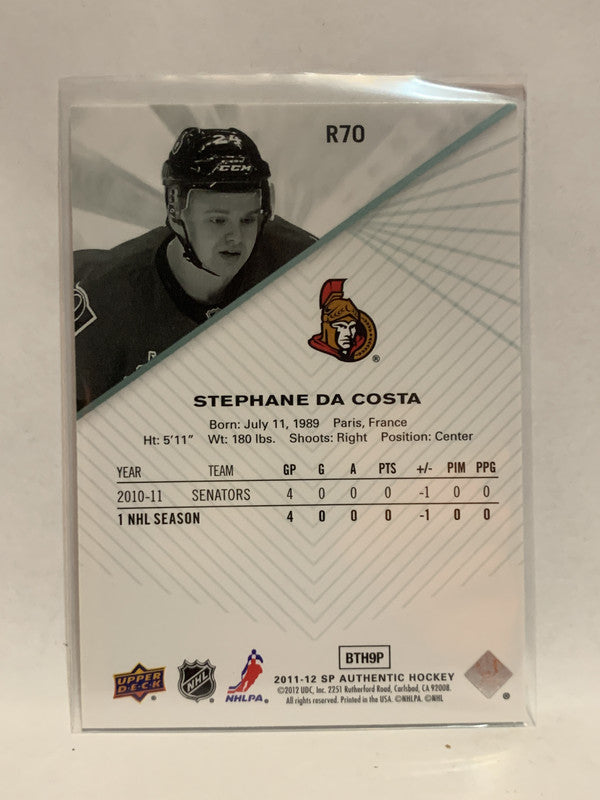 R70
24
CCM
®
STEPHANE DA COSTA
Born: July 11, 1989 Paris, France
Ht: 5'11" Wt: 180 lbs. Shoots: Right Position: Center
YEAR TEAM GP G A PTS +/- PIM PPG
2010-11 SENATORS 4 0 0 0 -1 0 0
1 NHL SEASON 4 0 0 0 -1 0 0
BTH9P
UPPER DECK
NHL
NHLPA.
2011-12 SP AUTHENTIC HOCKEY
©2012 UDC, Inc. 2251 Rutherford Road, Carlsbad, CA 92008.
All rights reserved. Printed in the USA. ©NHLPA. ©NHL
®